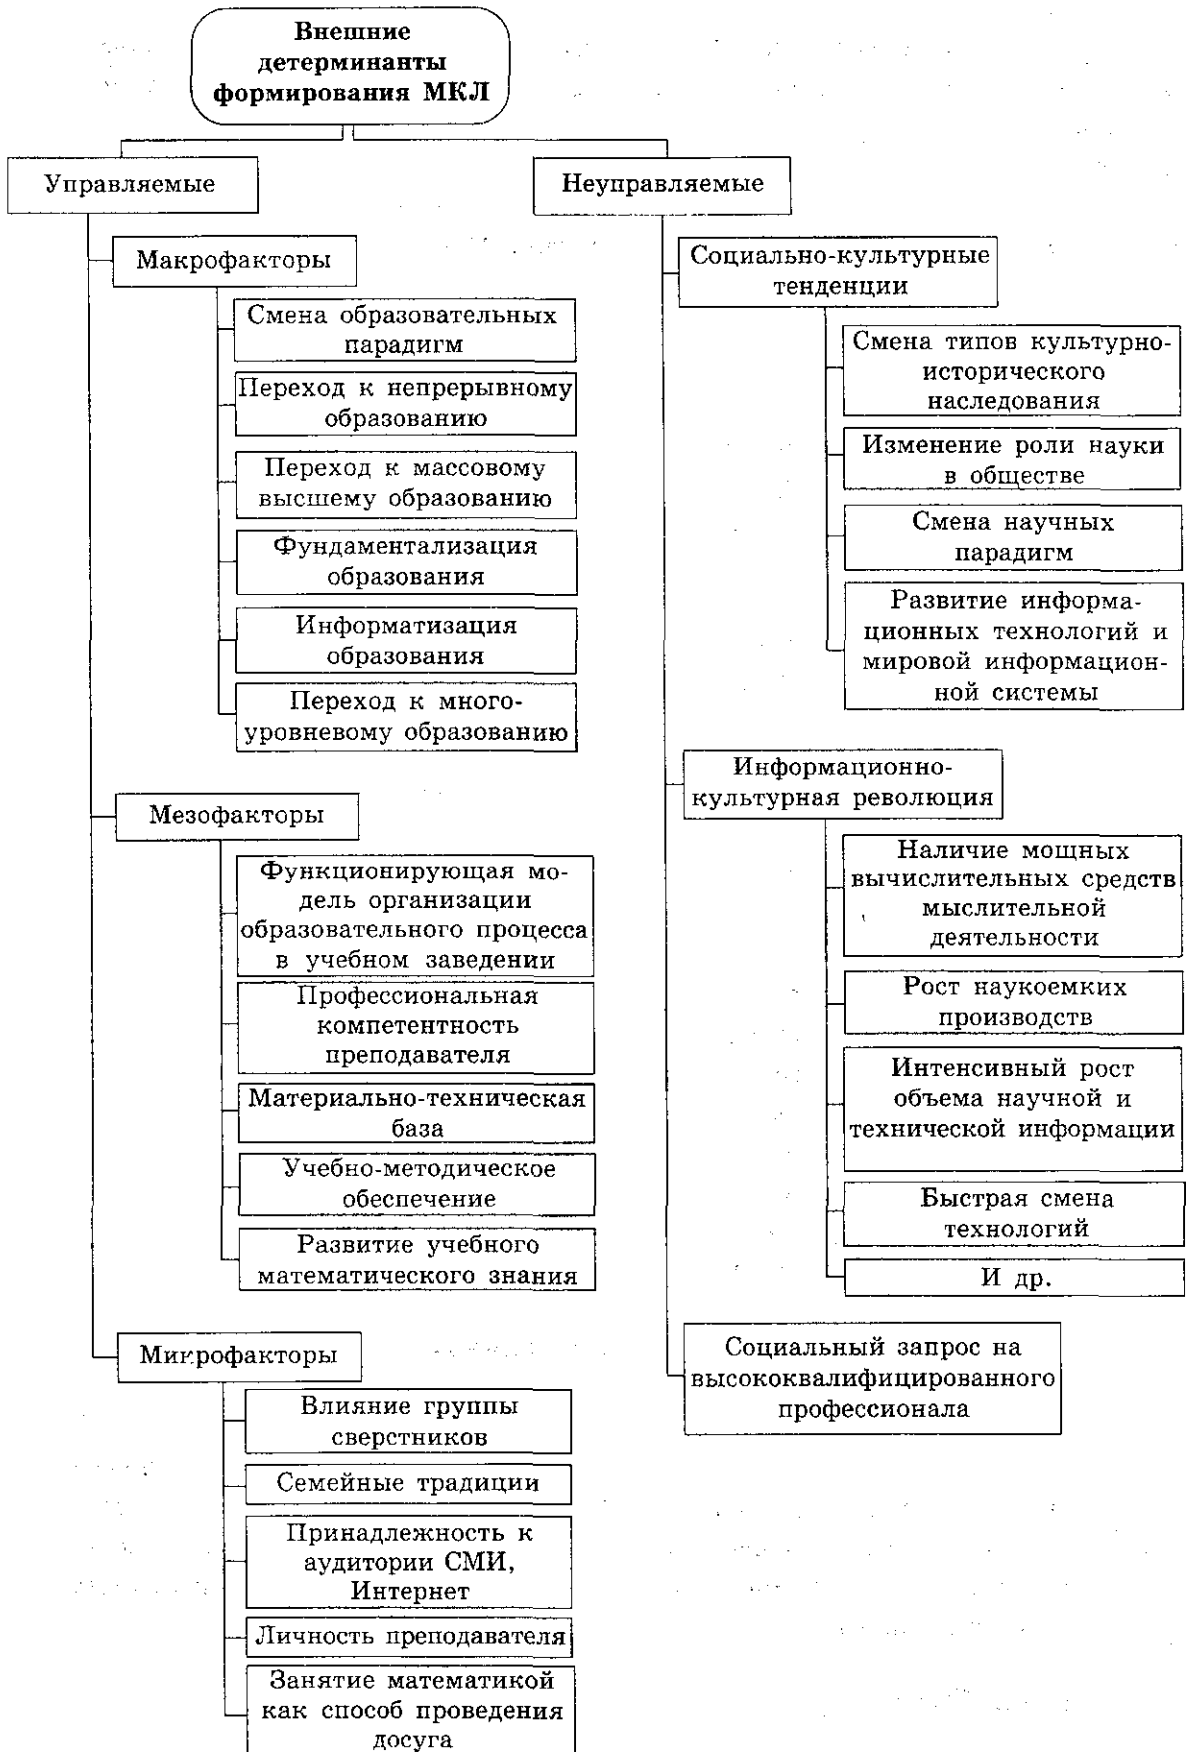 Внешние
детерминанты
формирования МКЛ
Управляемые
Макрофакторы
Смена образовательных
парадигм
Переход к непрерывному
образованию
Переход к массовому
высшему образованию
Фундаментализация
образования
Информатизация
образования
Переход к много-
уровневому образованию
Мезофакторы
Функционирующая мо-
дель организации
образовательного процесса
в учебном заведении
Профессиональная
компетентность
преподавателя
Материально-техническая
база
Учебно-методическое
обеспечение
Развитие учебного
математического знания
Микрофакторы
Влияние группы
сверстников
Семейные традиции
Принадлежность к
аудитории СМИ,
Интернет
Личность преподавателя
Занятие математикой
как способ проведения
досуга
Неуправляемые
Социально-культурные
тенденции
Смена типов культурно-
исторического
наследования
Изменение роли науки
в обществе
Смена научных
парадигм
Развитие информа-
ционных технологий и
мировой информацион-
ной системы
Информационно-
культурная революция
Наличие мощных
вычислительных средств
мыслительной
деятельности
Рост наукоемких
производств
Интенсивный рост
объема научной и
технической информации
Быстрая смена
технологий
И др.
Социальный запрос на
высококвалифицированного
профессионала